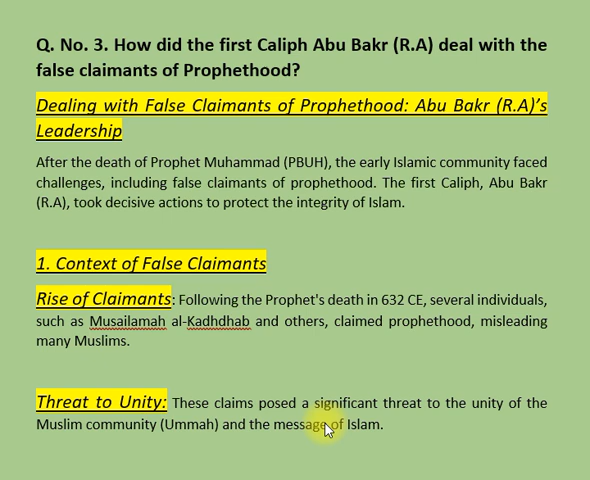 Q. No. 3. How did the first Caliph Abu Bakr (R.A) deal with the
false claimants of Prophethood?
Dealing with False Claimants of Prophethood: Abu Bakr (R.A)'s
Leadership
After the death of Prophet Muhammad (PBUH), the early Islamic community faced
challenges, including false claimants of prophethood. The first Caliph, Abu Bakr
(R.A), took decisive actions to protect the integrity of Islam.
1. Context of False Claimants
Rise of Claimants: Following the Prophet's death in 632 CE, several individuals,
such as Musailamah al-Kadhdhab and others, claimed prophethood, misleading
many Muslims.
Threat to Unity: These claims posed a significant threat to the unity of the
Muslim community (Ummah) and the message of Islam.